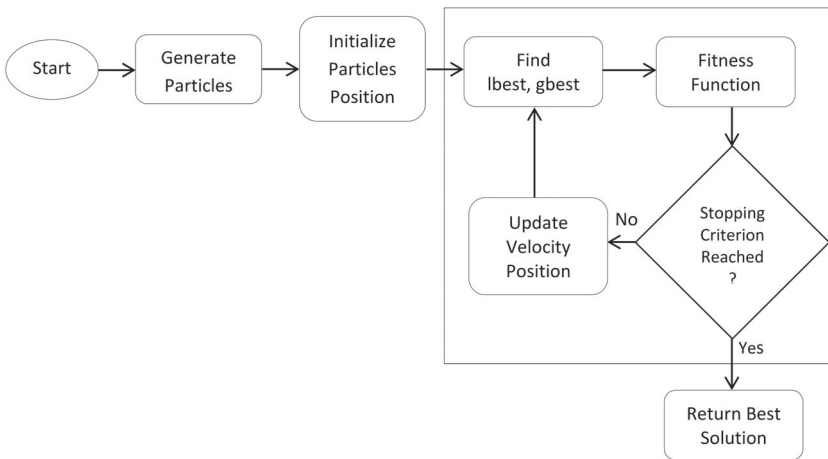 Start
Generate
Particles
Initialize
Particles
Position
Find
lbest, gbest
Fitness
Function
Stopping
Criterion
Reached
?
No
Update
Velocity
Position
Yes
Return Best
Solution